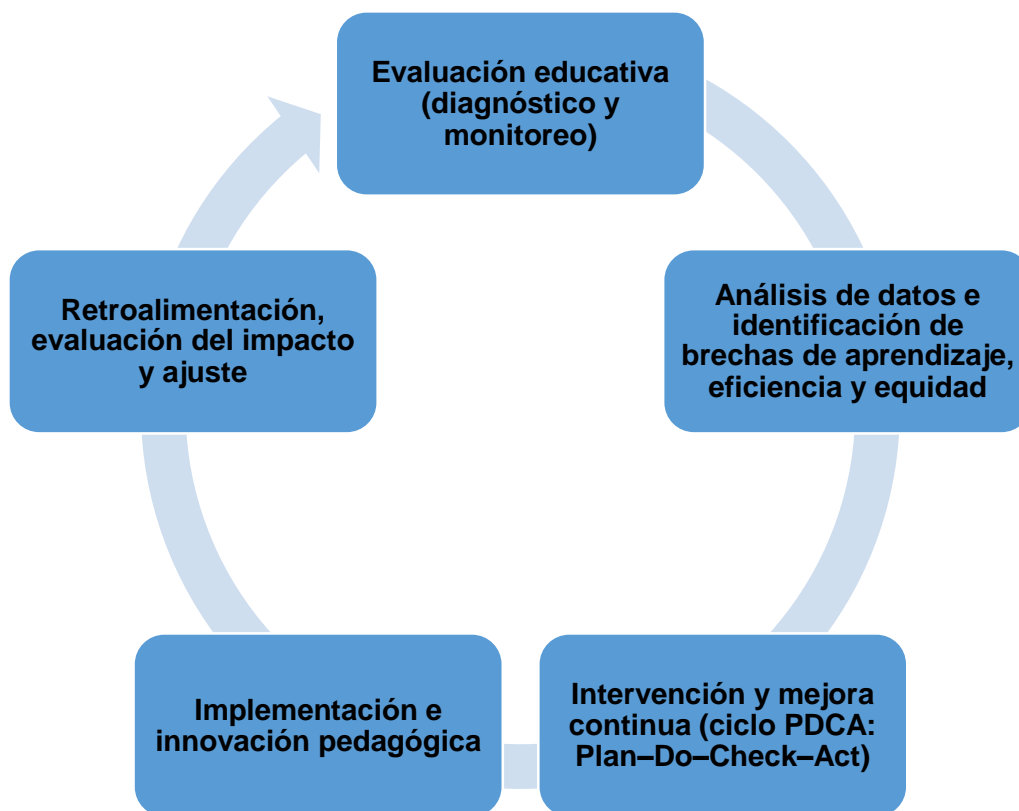 Evaluación educativa
(diagnóstico y
monitoreo)
Análisis de datos e
identificación de
brechas de aprendizaje,
eficiencia y equidad
Intervención y mejora
continua (ciclo PDCA:
Plan–Do–Check–Act)
Implementación e
innovación pedagógica
Retroalimentación,
evaluación del impacto
y ajuste